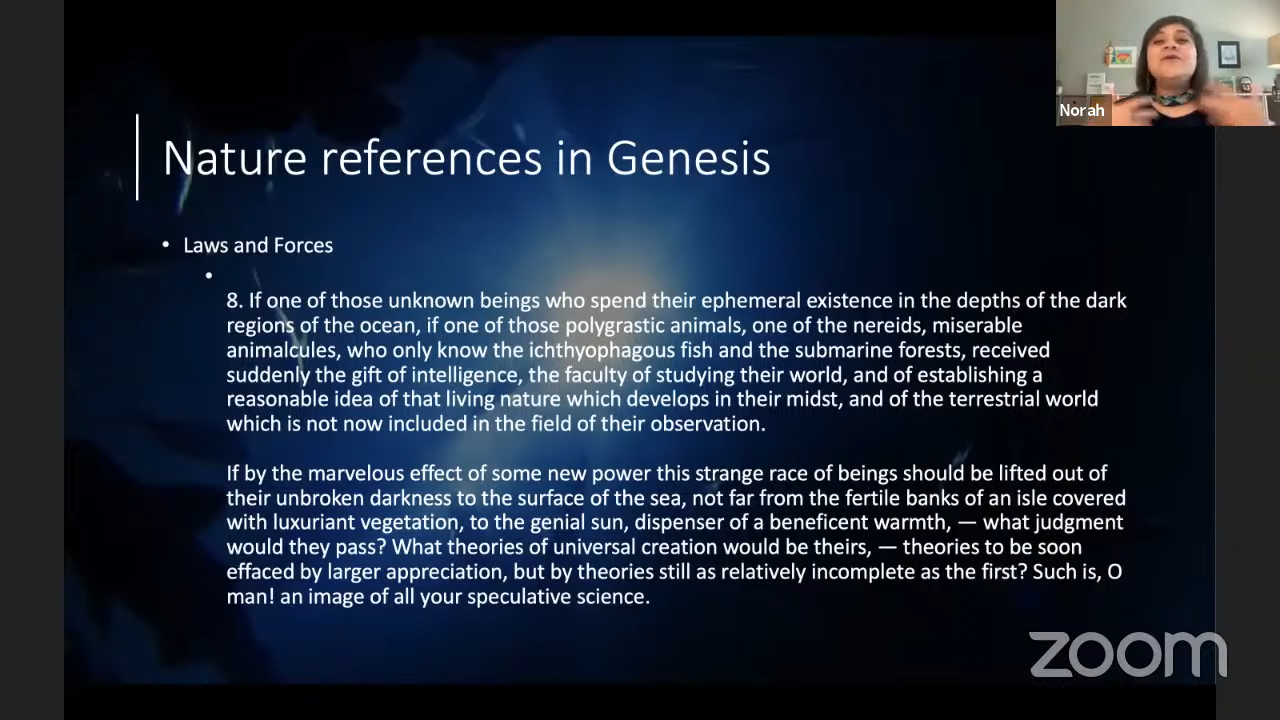 Norah
Nature references in Genesis
• Laws and Forces
•
8. If one of those unknown beings who spend their ephemeral existence in the depths of the dark
regions of the ocean, if one of those polygrastic animals, one of the nereids, miserable
animalcules, who only know the ichthyophagous fish and the submarine forests, received
suddenly the gift of intelligence, the faculty of studying their world, and of establishing a
reasonable idea of that living nature which develops in their midst, and of the terrestrial world
which is not now included in the field of their observation.
If by the marvelous effect of some new power this strange race of beings should be lifted out of
their unbroken darkness to the surface of the sea, not far from the fertile banks of an isle covered
with luxuriant vegetation, to the genial sun, dispenser of a beneficent warmth, — what judgment
would they pass? What theories of universal creation would be theirs, — theories to be soon
effaced by larger appreciation, but by theories still as relatively incomplete as the first? Such is, O
man! an image of all your speculative science.
zoom